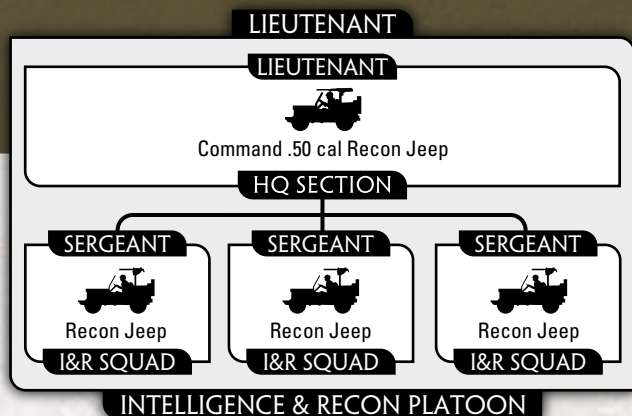 LIEUTENANT
LIEUTENANT
Command .50 cal Recon Jeep
HQ SECTION
SERGEANT SERGEANT SERGEANT
Recon Jeep Recon Jeep Recon Jeep
I&R SQUAD I&R SQUAD I&R SQUAD
INTELLIGENCE & RECON PLATOON